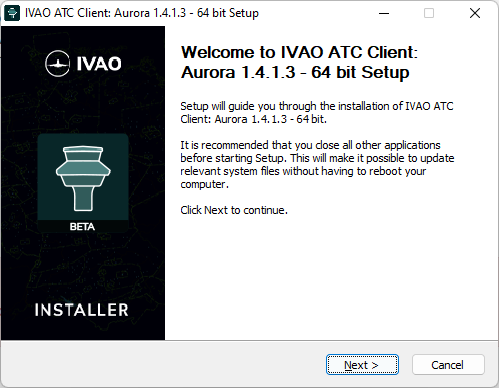 IVAO ATC Client: Aurora 1.4.1.3 - 64 bit Setup
IVAO
BETA
INSTALLER
Welcome to IVAO ATC Client:
Aurora 1.4.1.3 - 64 bit Setup
Setup will guide you through the installation of IVAO ATC
Client: Aurora 1.4.1.3 - 64 bit.
It is recommended that you close all other applications
before starting Setup. This will make it possible to update
relevant system files without having to reboot your
computer.
Click Next to continue.
Next >
Cancel